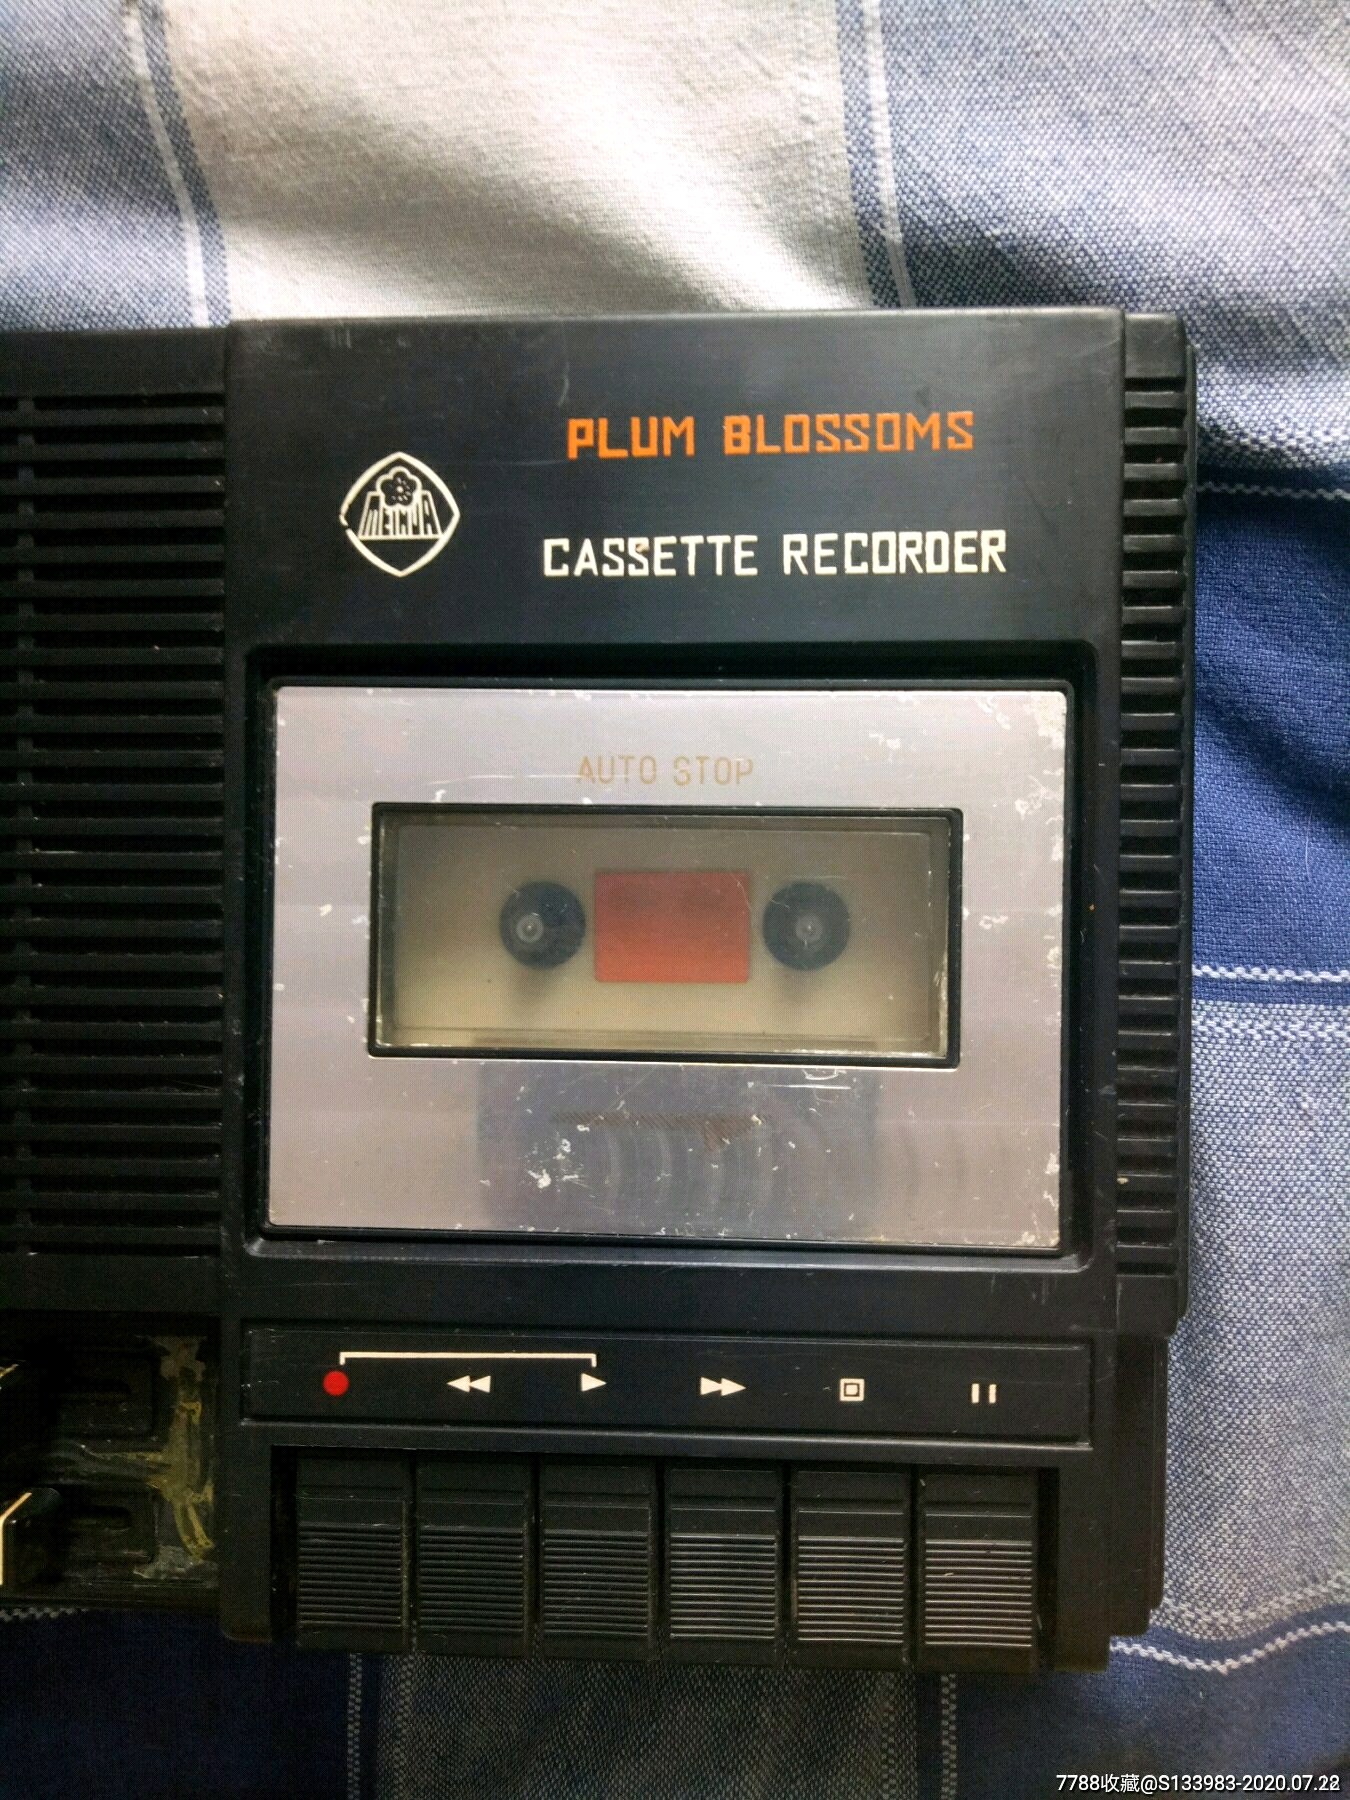 PLUM BLOSSOMS
MEIHUA
CASSETTE RECORDER
AUTO STOP
7788收藏@S133983-2020.07.22